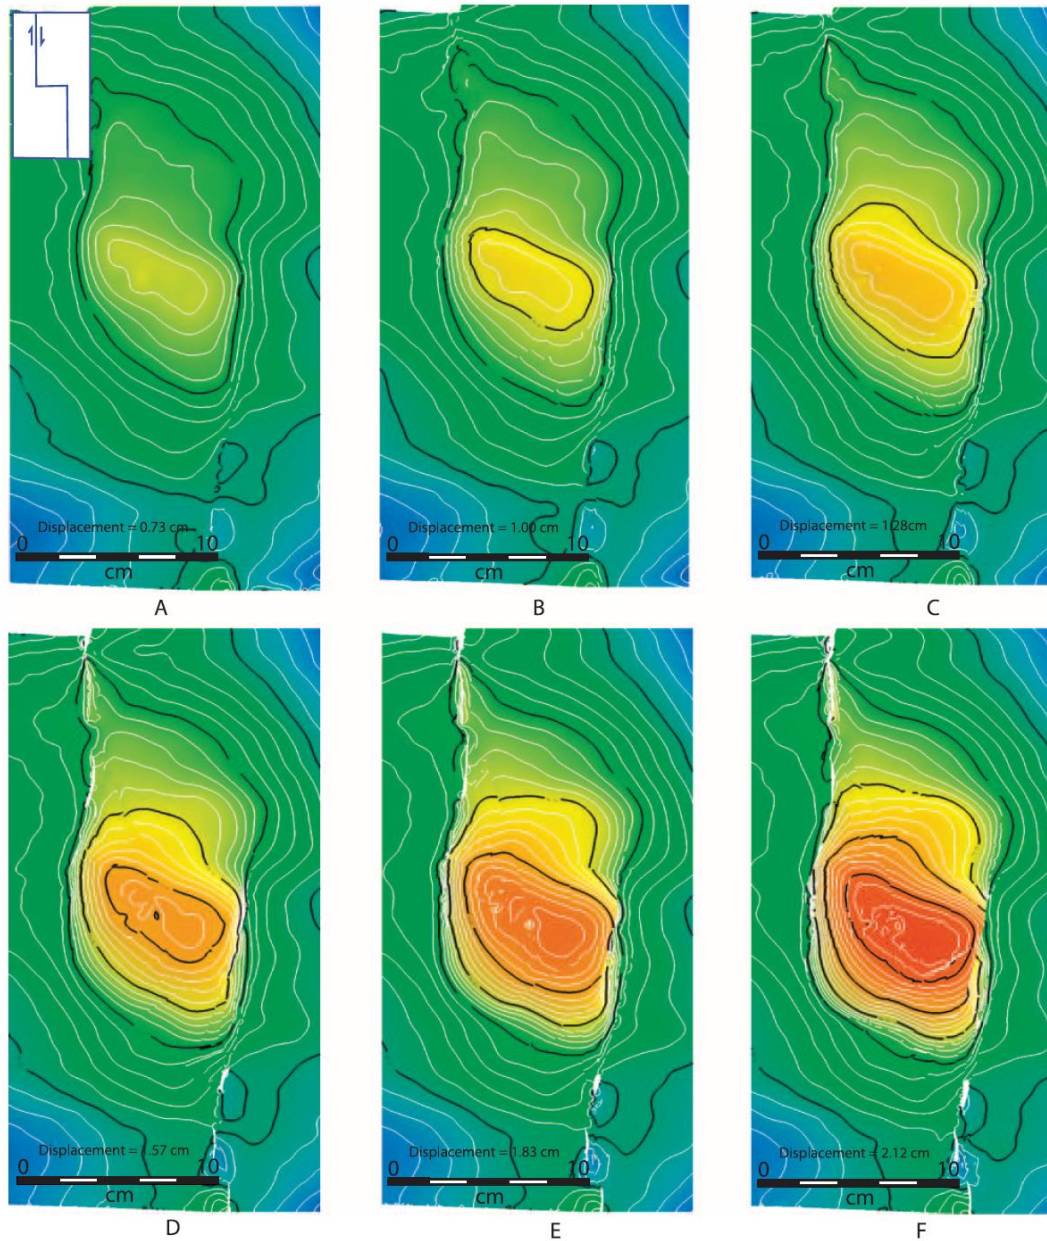 Displacement = 0.73 cm
0 10
cm
A
Displacement = 1.00 cm
0 10
cm
B
Displacement = 1.28cm
0 10
cm
C
Displacement = 1.57 cm
0 10
cm
D
Displacement = 1.83 cm
0 10
cm
E
Displacement = 2.12 cm
0 10
cm
F